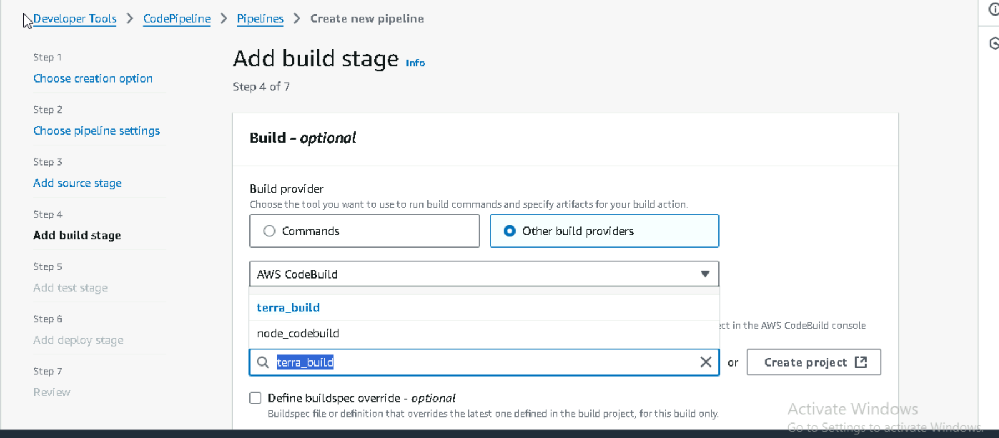 Developer Tools > CodePipeline > Pipelines > Create new pipeline
Step 1
Choose creation option
Step 2
Choose pipeline settings
Step 3
Add source stage
Step 4
Add build stage
Step 5
Add test stage
Step 6
Add deploy stage
Step 7
Review
Add build stage Info
Step 4 of 7
Build - optional
Build provider
Choose the tool you want to use to run build commands and specify artifacts for your build action.
Commands
Other build providers
AWS CodeBuild
terra_build
node_codebuild
in the AWS CodeBuild console
terra_build
or
Create project
Define buildspec override - optional
Buildspec file or definition that overrides the latest one defined in the build project, for this build only.
Activate Windows
Go to Settings to activate Windows.